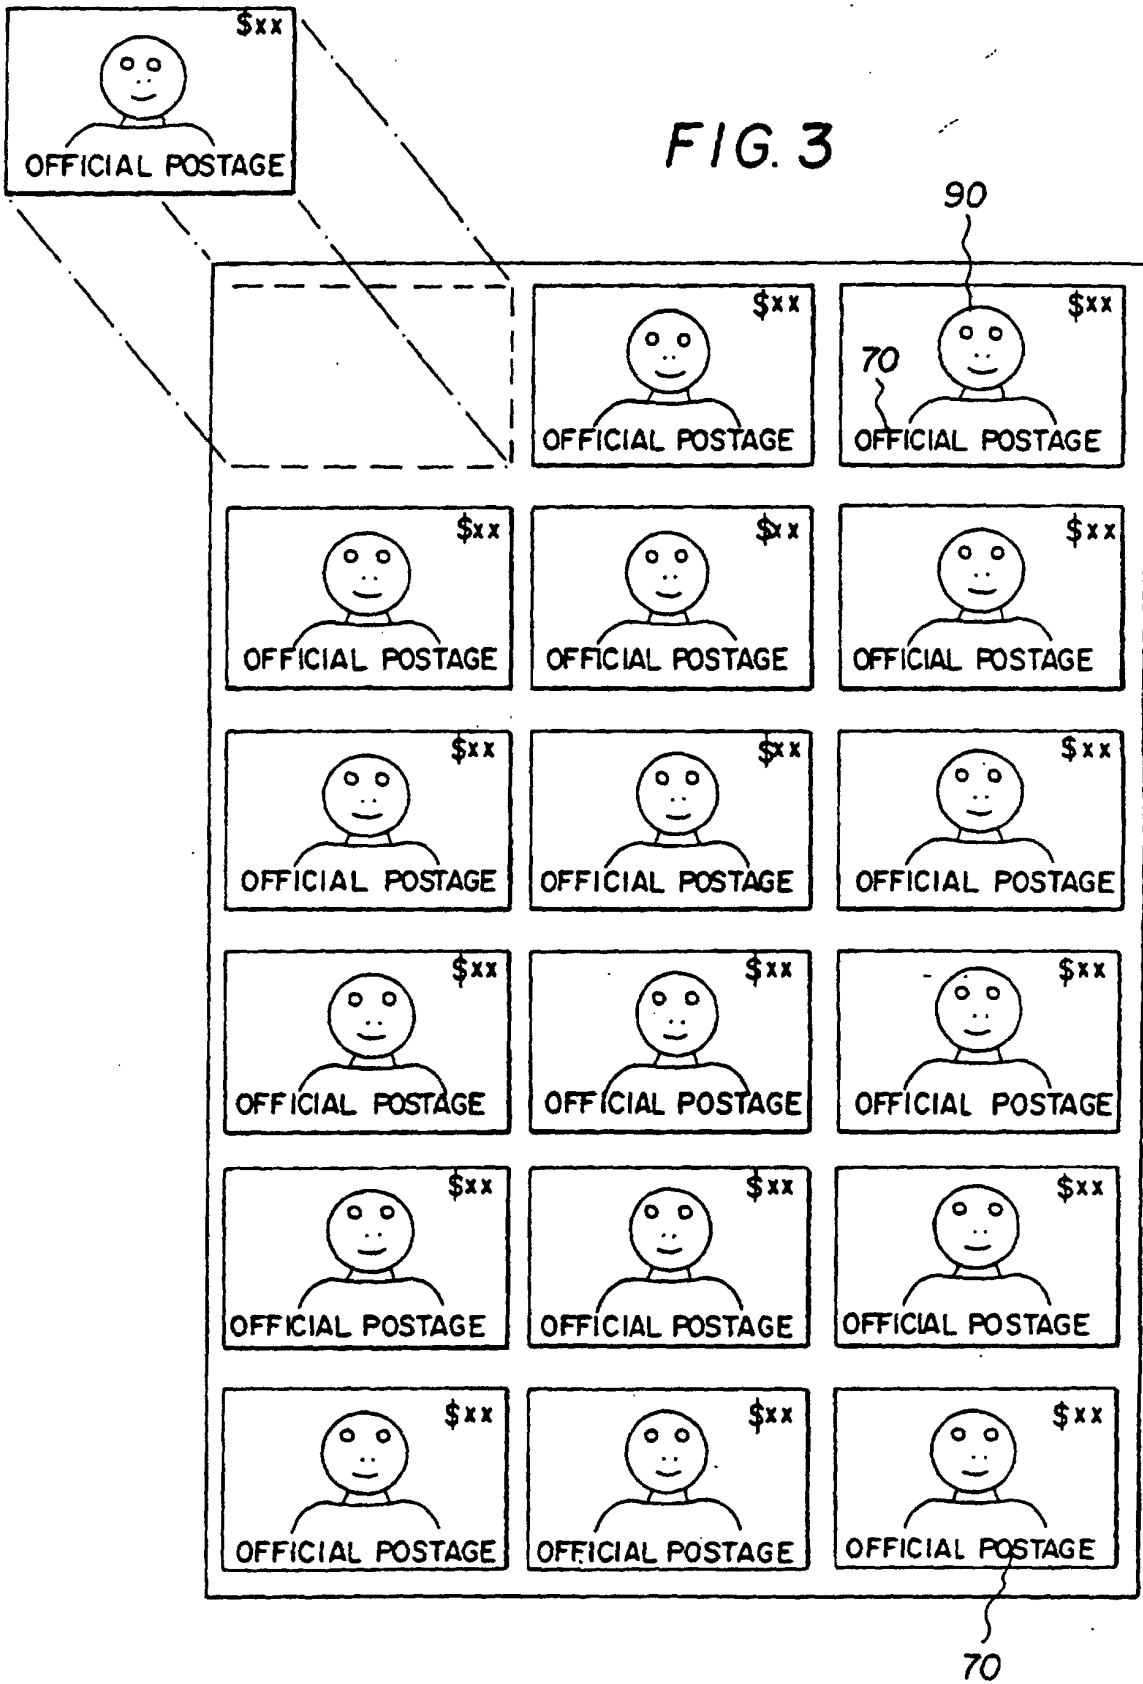 $xx
OFFICIAL POSTAGE
FIG. 3
90
$xx $xx
70
OFFICIAL POSTAGE OFFICIAL POSTAGE
$xx $xx $xx
OFFICIAL POSTAGE OFFICIAL POSTAGE OFFICIAL POSTAGE
$xx $xx $xx
OFFICIAL POSTAGE OFFICIAL POSTAGE OFFICIAL POSTAGE
$xx $xx $xx
OFFICIAL POSTAGE OFFICIAL POSTAGE OFFICIAL POSTAGE
$xx $xx $xx
OFFICIAL POSTAGE OFFICIAL POSTAGE OFFICIAL POSTAGE
$xx $xx $xx
OFFICIAL POSTAGE OFFICIAL POSTAGE OFFICIAL POSTAGE
70